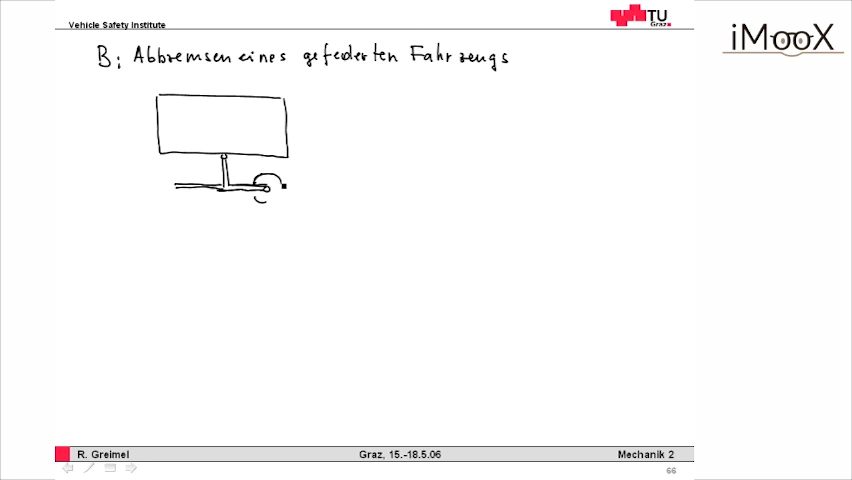 Vehicle Safety Institute
TU
Graz
iMooX
B: Abbremsen eines gefederten Fahrzeugs
R. Greimel
Graz, 15.-18.5.06
Mechanik 2
66